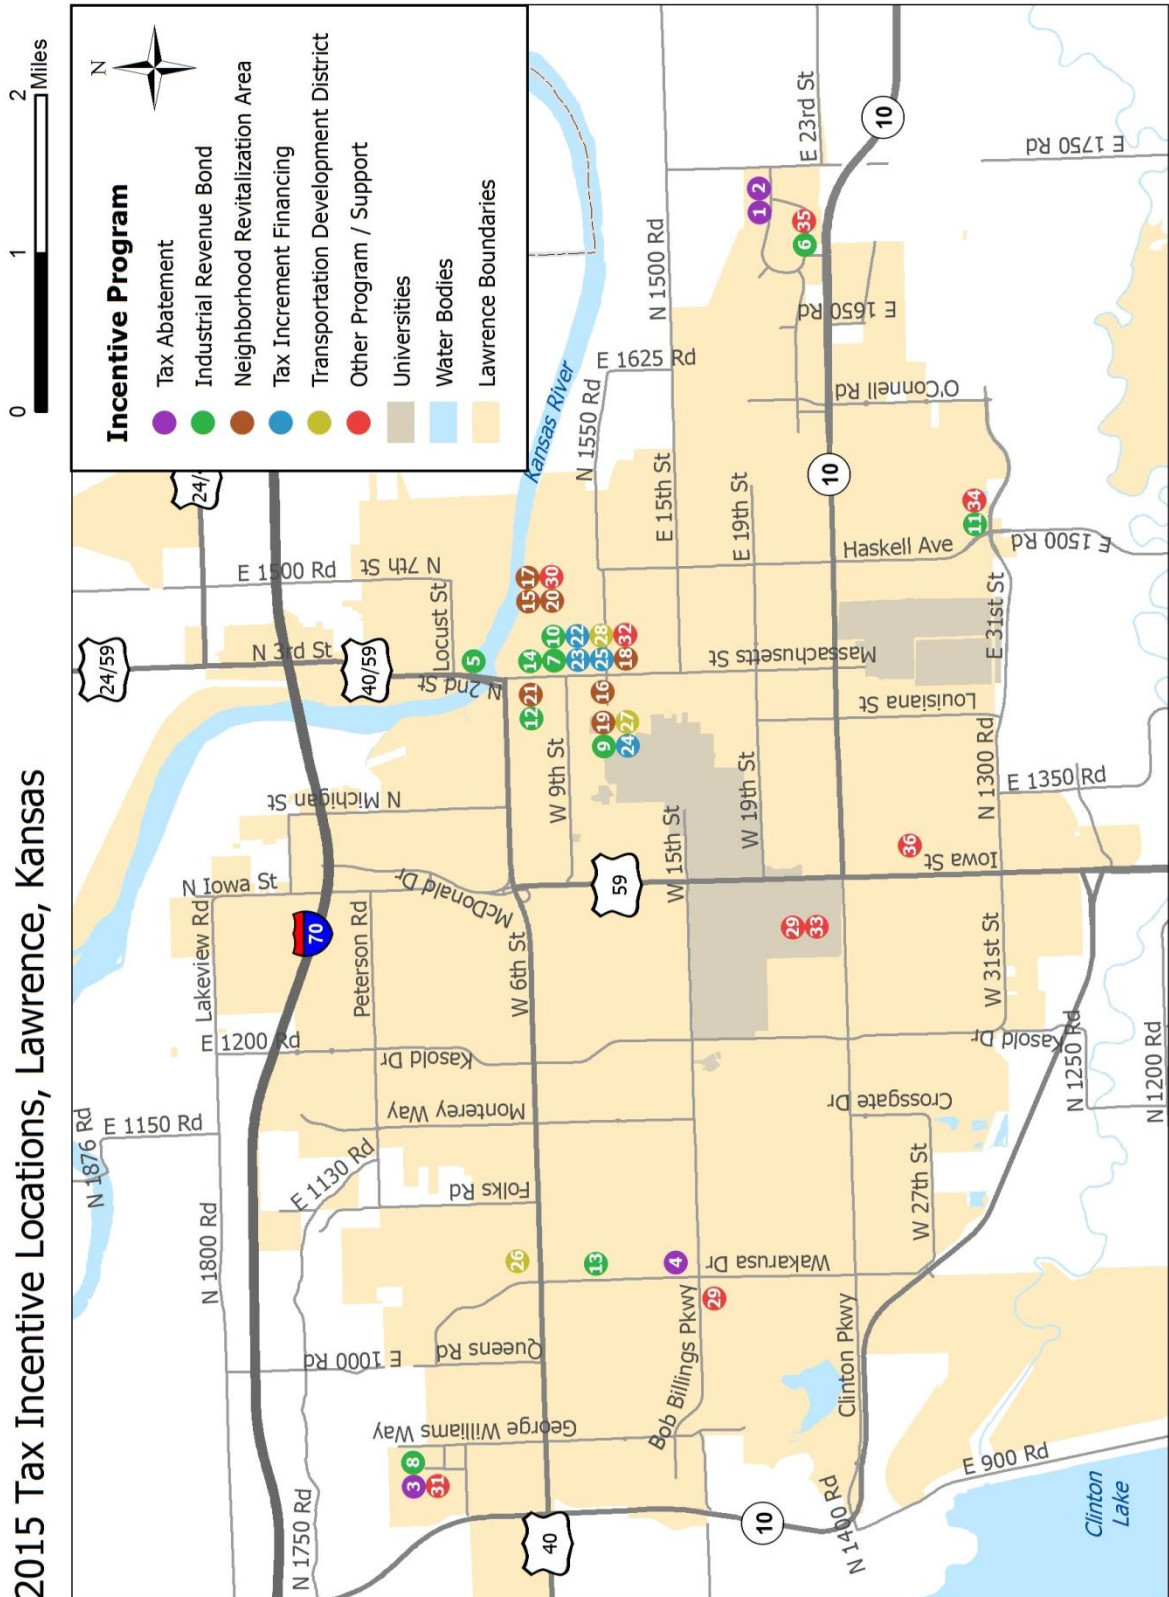 2015 Tax Incentive Locations, Lawrence, Kansas
0 1 2 Miles
Incentive Program
N
Tax Abatement
Industrial Revenue Bond
Neighborhood Revitalization Area
Tax Increment Financing
Transportation Development District
Other Program / Support
Universities
Water Bodies
Lawrence Boundaries
N 1876 Rd
E 1150 Rd
24/59
24/
N 3rd St
E 1500 Rd
N 7th St
40/59
Locust St
N 2nd St
5
Kansas River
N Michigan St
N Iowa St
Lakeview Rd
70
McDonald Dr
Peterson Rd
E 1200 Rd
Kasold Dr
Monterey Way
E 1130 Rd
Folks Rd
N 1800 Rd
E 1000 Rd
Queens Rd
George Williams Way
N 1750 Rd
3
8
31
40
26
W 6th St
12
21
14
15
17
20
30
7
10
23
22
25
28
18
32
W 9th St
16
9
19
24
27
59
13
4
29
Wakarusa Dr
Bob Billings Pkwy
W 15th St
E 15th St
N 1550 Rd
E 1625 Rd
N 1500 Rd
W 19th St
E 19th St
Massachusetts St
Louisiana St
Haskell Ave
O'Connell Rd
1
2
6
35
E 23rd St
E 1650 Rd
10
10
E 1750 Rd
11
34
E 1500 Rd
E 31st St
N 1300 Rd
E 1350 Rd
36
Iowa St
29
33
W 31st St
Kasold Dr
N 1250 Rd
N 1200 Rd
Crossgate Dr
W 27th St
Clinton Pkwy
10
N 1400 Rd
E 900 Rd
Clinton
Lake